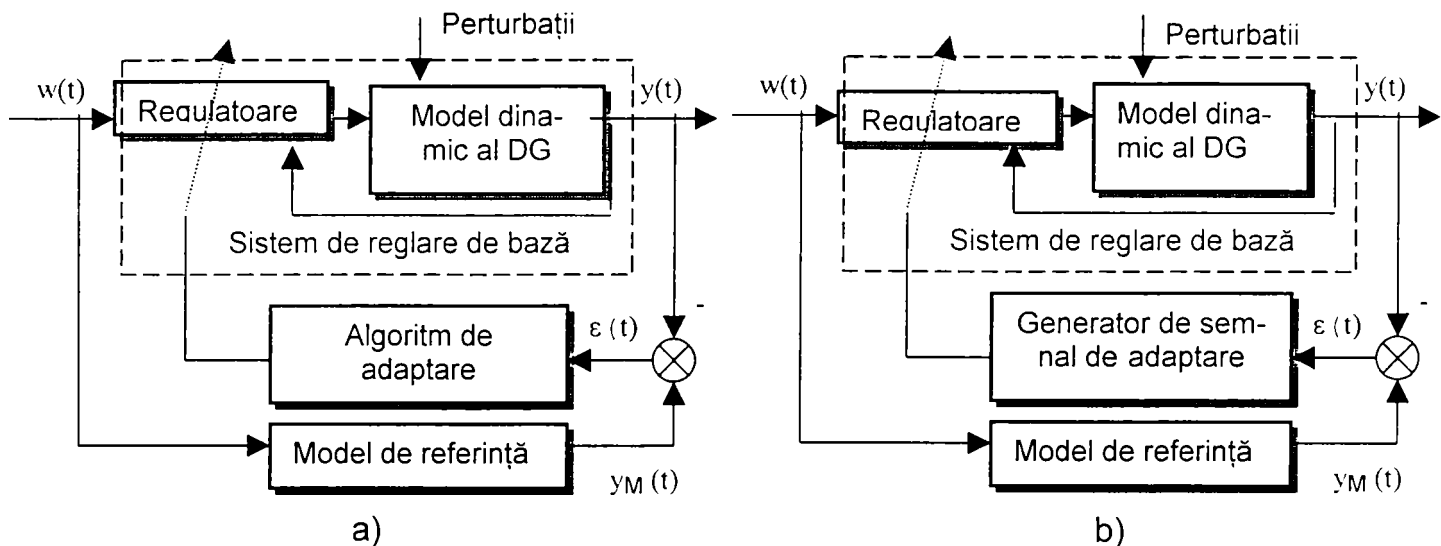 Perturbații
w(t)
Regulatoare
Model dina-
mic al DG
y(t)
Sistem de reglare de bază
Algoritm de
adaptare
ε (t)
-
Model de referință
yM (t)
a)
Perturbatii
w(t)
Regulatoare
Model dina-
mic al DG
y(t)
Sistem de reglare de bază
Generator de sem-
nal de adaptare
ε (t)
-
Model de referință
yM (t)
b)